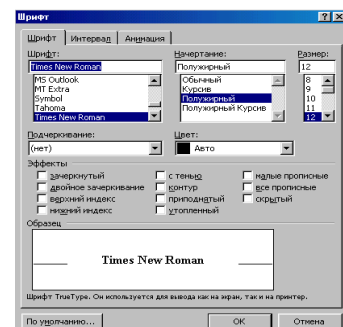 Шрифт
Шрифт Интервал Анимация
Шрифт: Начертание: Размер:
Times New Roman Полужирный 12
MS Outlook Обычный 8
MT Extra Курсив 9
Symbol Полужирный 10
Tahoma Полужирный Курсив 11
Times New Roman 12
Подчеркивание: Цвет:
(нет) Авто
Эффекты
зачеркнутый с тенью малые прописные
двойное зачеркивание контур все прописные
верхний индекс приподнятый скрытый
нижний индекс утопленный
Образец
Times New Roman
Шрифт TrueType. Он используется для вывода как на экран, так и на принтер.
По умолчанию... ОК Отмена